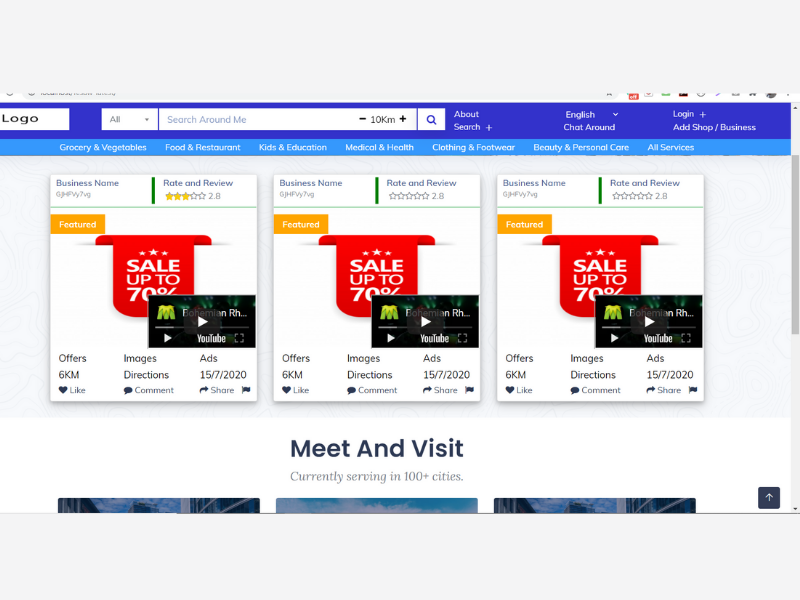 Logo
All
Search Around Me
− 10Km +
About
Search +
English
Chat Around
Login +
Add Shop / Business
Grocery & Vegetables Food & Restaurant Kids & Education Medical & Health Clothing & Footwear Beauty & Personal Care All Services
Business Name
GJHFVy7vg
Rate and Review
2.8
Featured
SALE
UP TO
70%
Bohemian Rh...
YouTube
Offers Images Ads
6KM Directions 15/7/2020
Like Comment Share
Business Name
GJHFVy7vg
Rate and Review
2.8
Featured
SALE
UP TO
70%
Bohemian Rh...
YouTube
Offers Images Ads
6KM Directions 15/7/2020
Like Comment Share
Business Name
GJHFVy7vg
Rate and Review
2.8
Featured
SALE
UP TO
70%
Bohemian Rh...
YouTube
Offers Images Ads
6KM Directions 15/7/2020
Like Comment Share
Meet And Visit
Currently serving in 100+ cities.